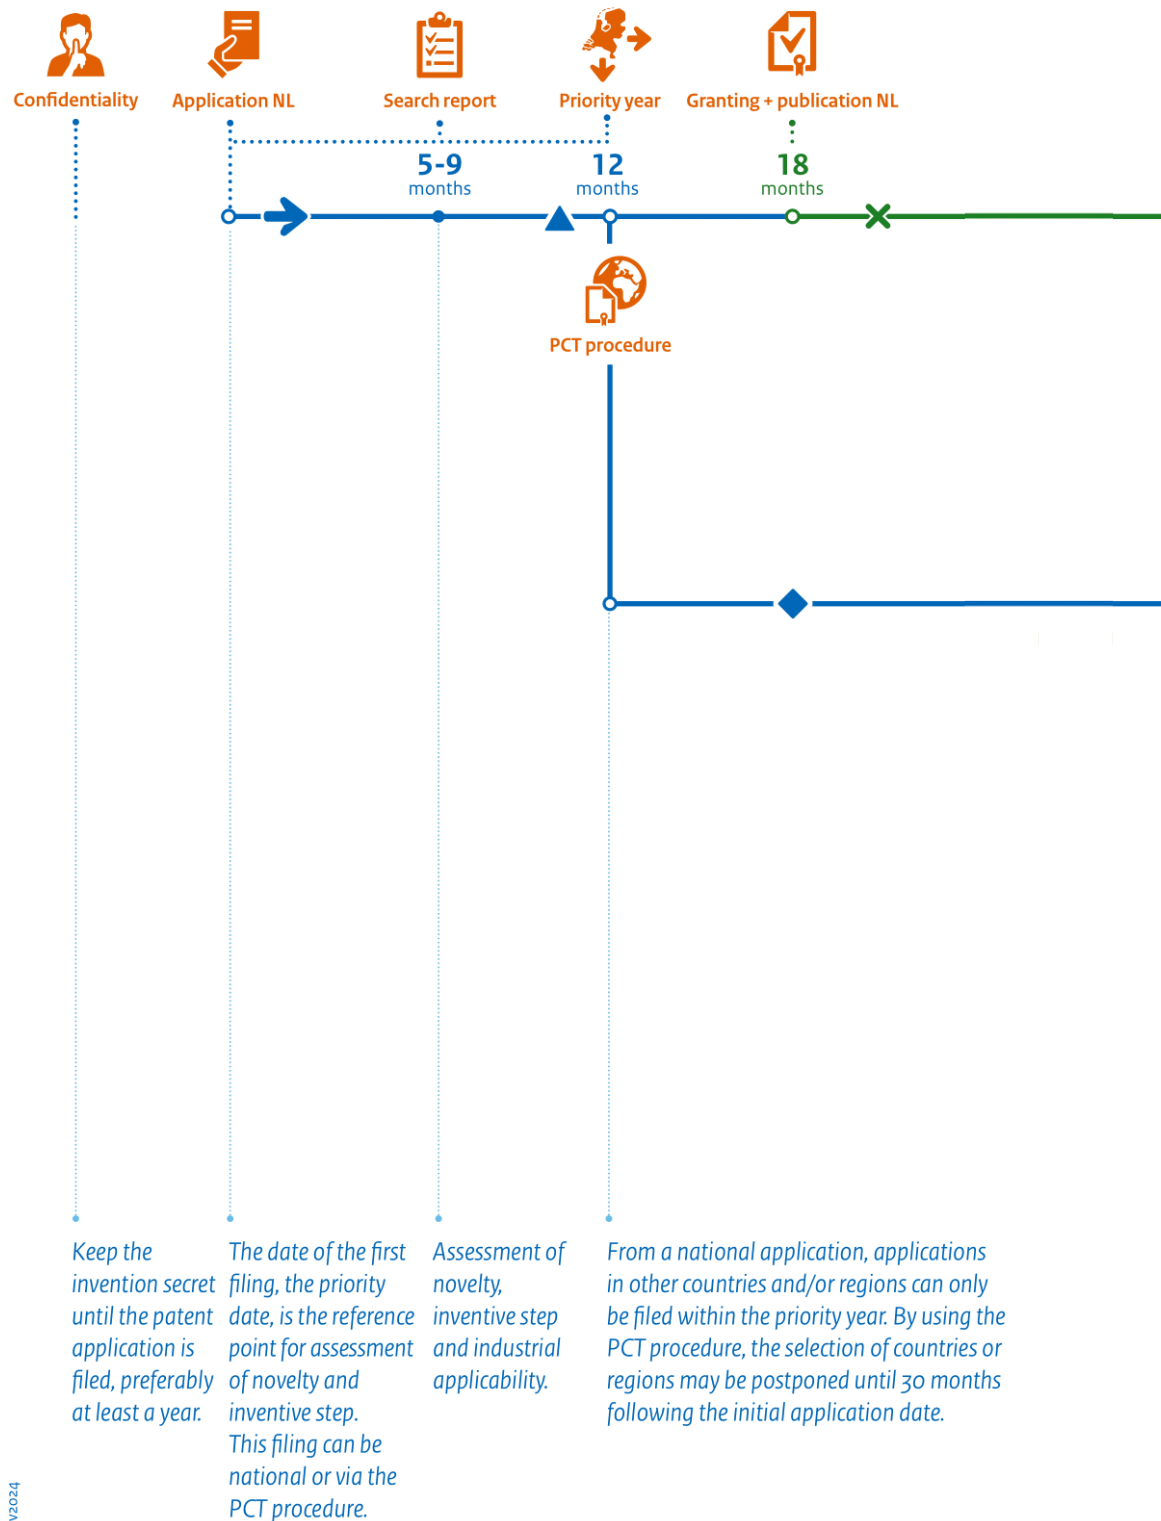 Confidentiality
Application NL
Search report
Priority year
Granting + publication NL
5-9
months
12
months
18
months
PCT procedure
Keep the
invention secret
until the patent
application is
filed, preferably
at least a year.
The date of the first
filing, the priority
date, is the reference
point for assessment
of novelty and
inventive step.
This filing can be
national or via the
PCT procedure.
Assessment of
novelty,
inventive step
and industrial
applicability.
From a national application, applications
in other countries and/or regions can only
be filed within the priority year. By using the
PCT procedure, the selection of countries or
regions may be postponed until 30 months
following the initial application date.
v2024